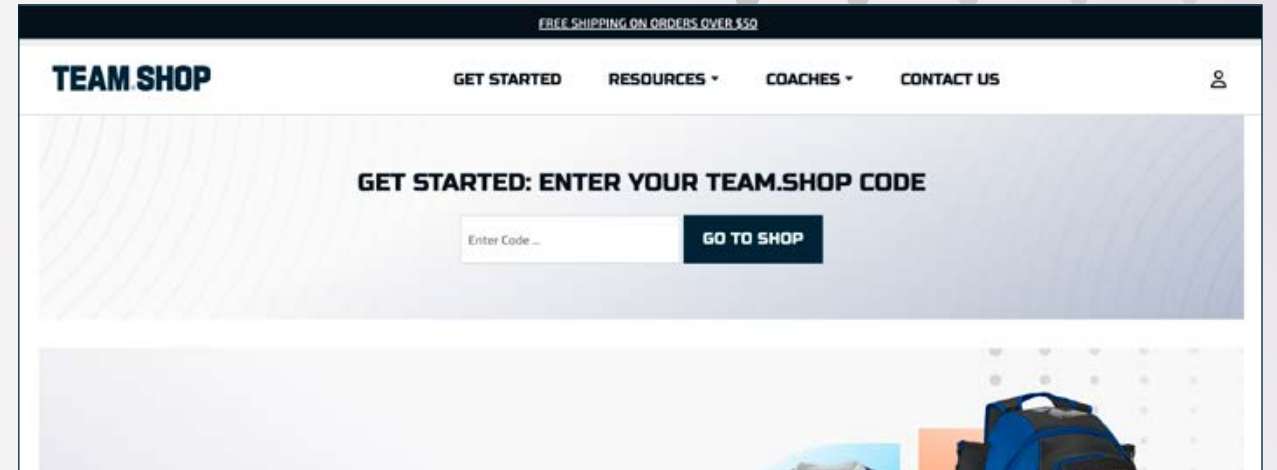 FREE SHIPPING ON ORDERS OVER $50
TEAM.SHOP GET STARTED RESOURCES COACHES CONTACT US
GET STARTED: ENTER YOUR TEAM.SHOP CODE
Enter Code ... GO TO SHOP